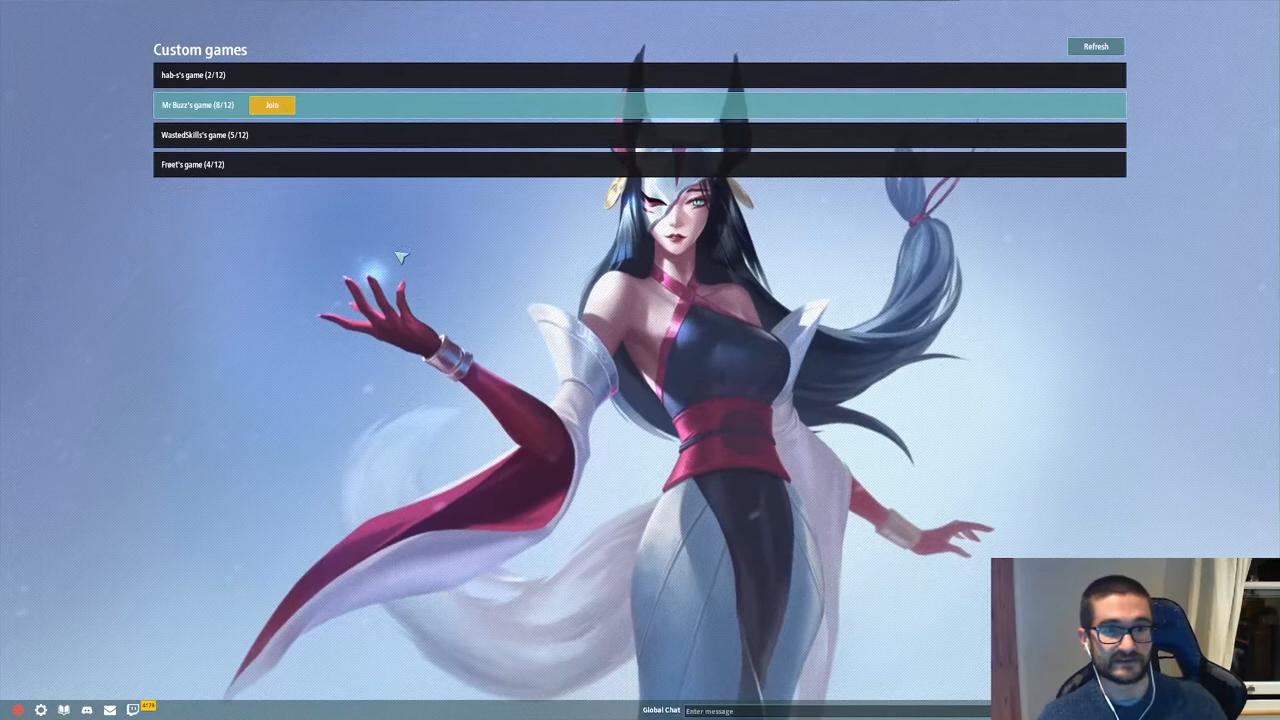 Custom games
Refresh
hab-s's game (2/12)
Mr Buzz's game (8/12)
Join
WastedSkills's game (5/12)
Frøet's game (4/12)
4179
Global Chat
Enter message